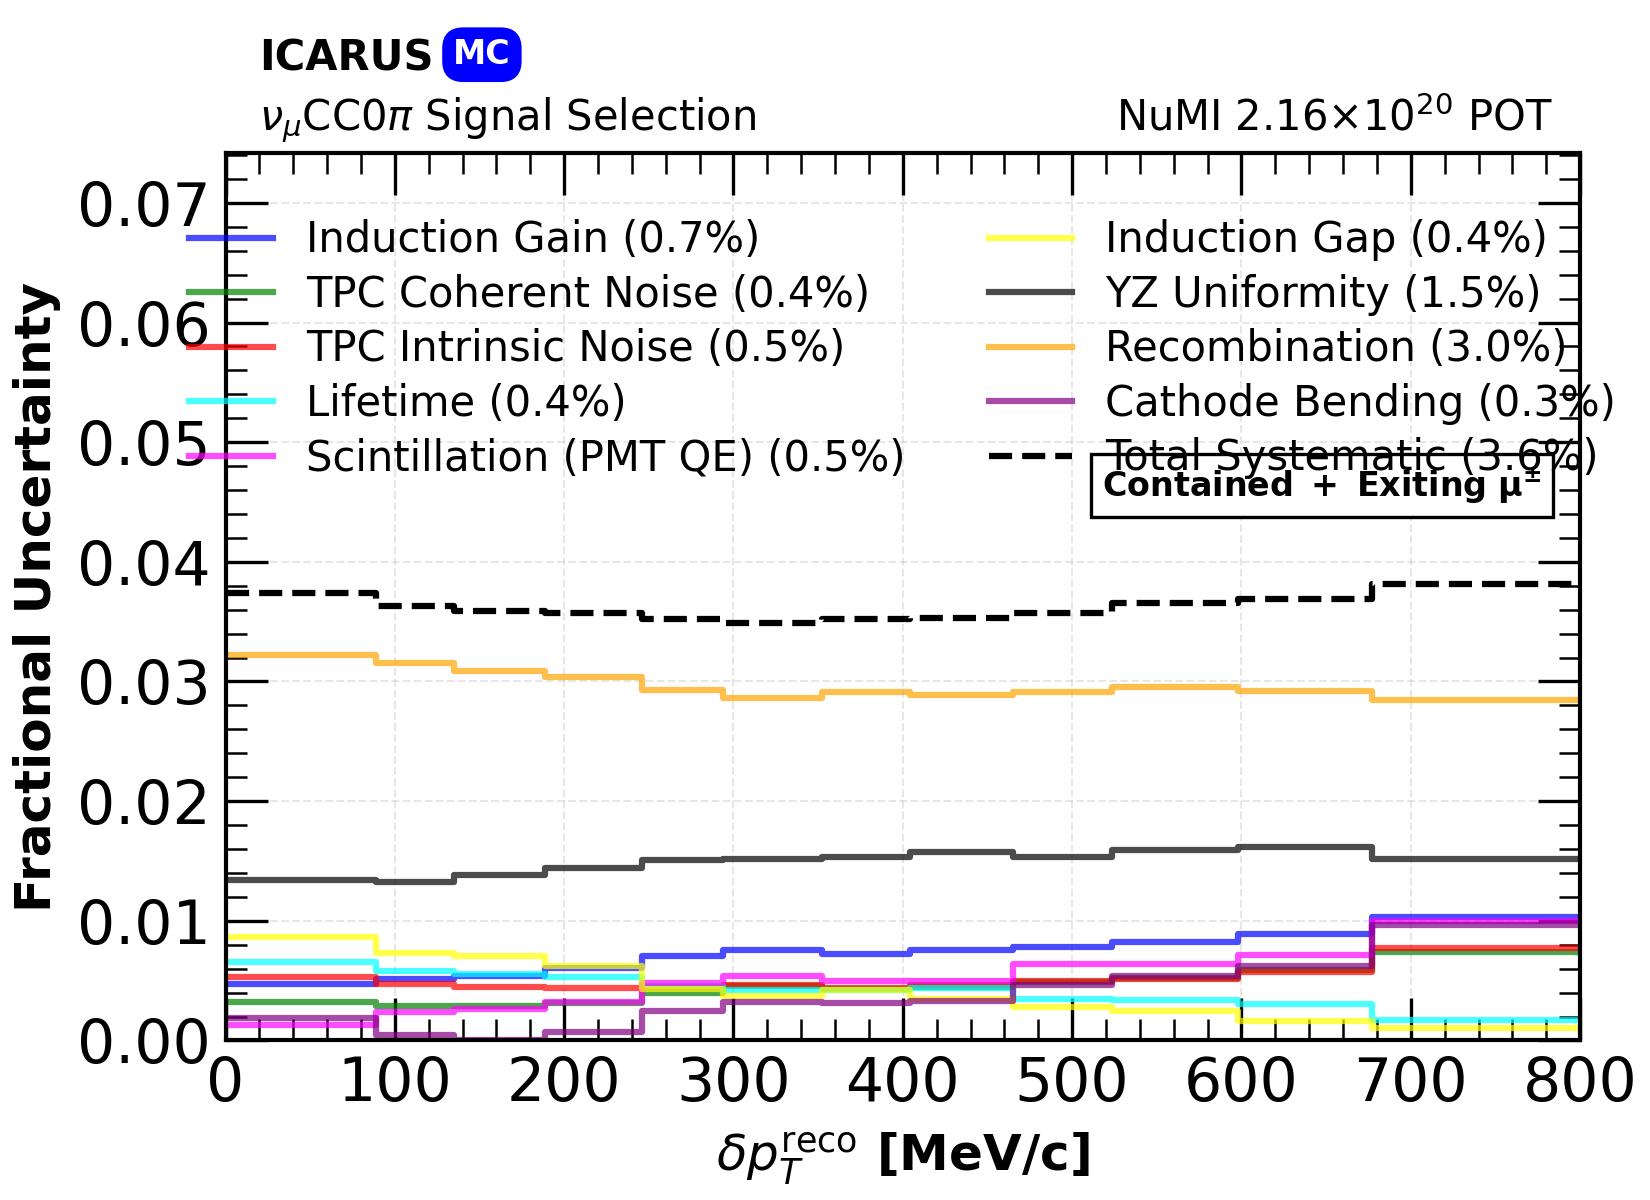 ICARUS MC
νμCC0π Signal Selection
NuMI 2.16×10²⁰ POT
0.07
0.06
0.05
0.04
0.03
0.02
0.01
0.00
Fractional Uncertainty
Induction Gain (0.7%)
TPC Coherent Noise (0.4%)
TPC Intrinsic Noise (0.5%)
Lifetime (0.4%)
Scintillation (PMT QE) (0.5%)
Induction Gap (0.4%)
YZ Uniformity (1.5%)
Recombination (3.0%)
Cathode Bending (0.3%)
Total Systematic (3.6%)
Contained + Exiting μ±
0 100 200 300 400 500 600 700 800
δp_T^reco [MeV/c]